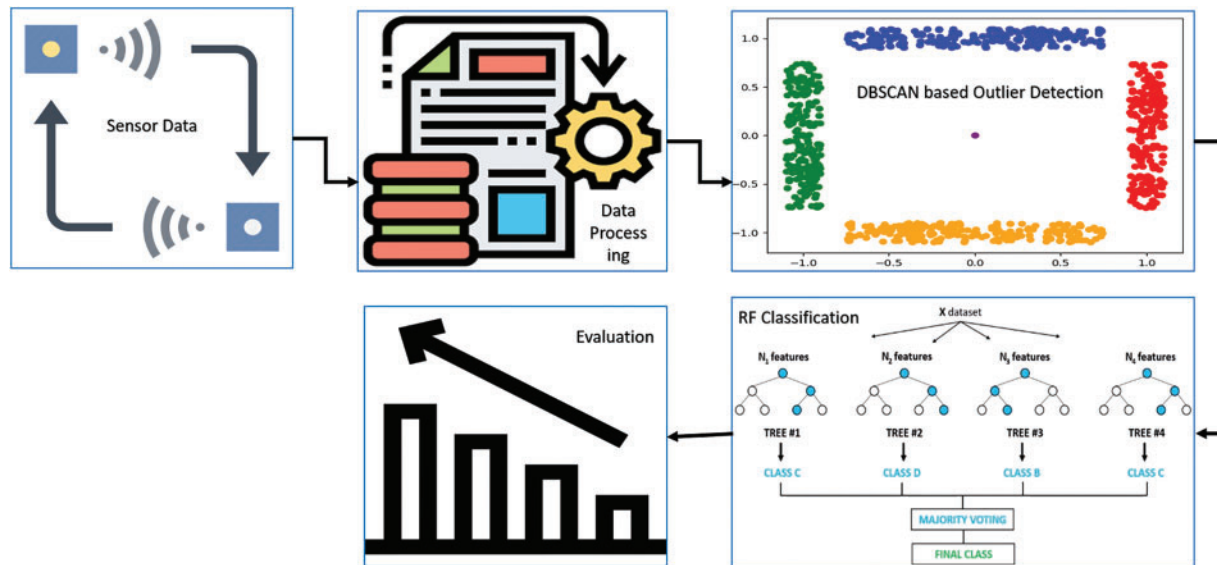 Sensor Data
Data
Process
ing
DBSCAN based Outlier Detection
1.0
0.5
0.0
−0.5
−1.0
−1.0
−0.5
0.0
0.5
1.0
RF Classification
X dataset
N1 features
N2 features
N3 features
N4 features
TREE #1
TREE #2
TREE #3
TREE #4
CLASS C
CLASS D
CLASS B
CLASS C
MAJORITY VOTING
FINAL CLASS
Evaluation